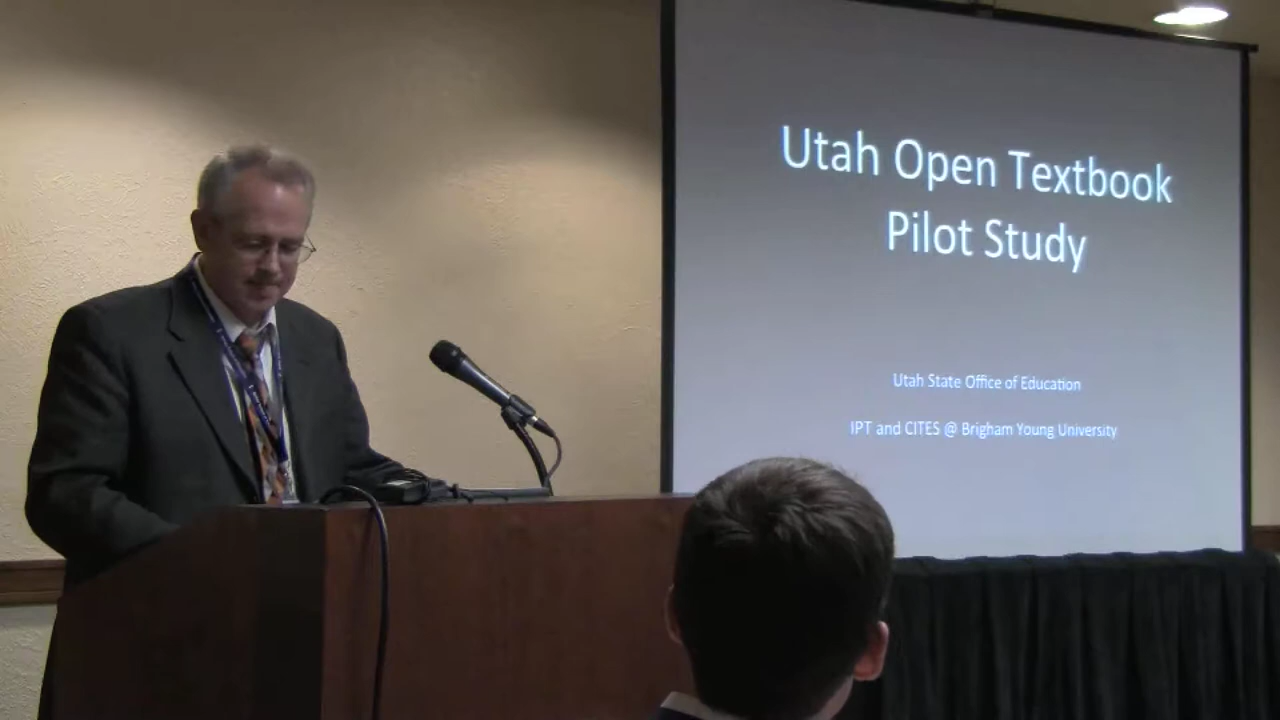 Utah Open Textbook
Pilot Study
Utah State Office of Education
IPT and CITES @ Brigham Young University